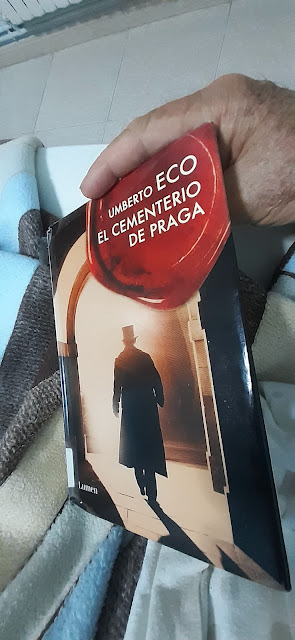 UMBERTO ECO
EL CEMENTERIO
DE PRAGA
Lumen